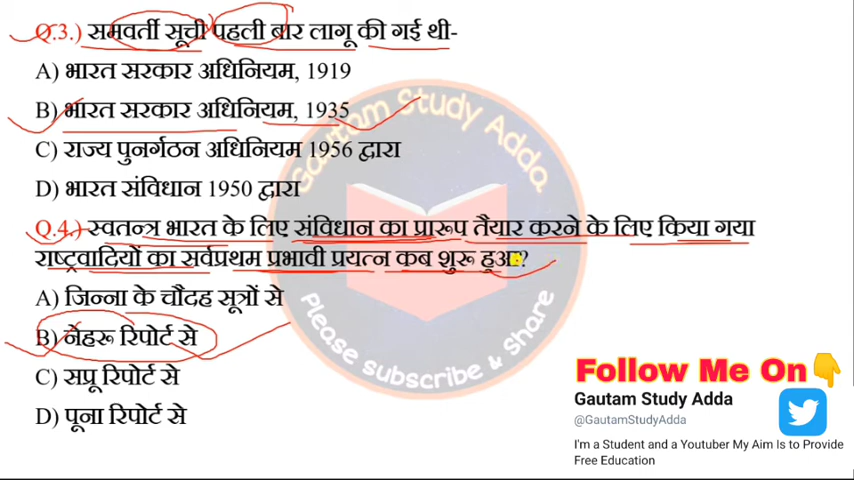 Q.3.) समवर्ती सूची पहली बार लागू की गई थी-
A) भारत सरकार अधिनियम, 1919
B) भारत सरकार अधिनियम, 1935
C) राज्य पुनर्गठन अधिनियम 1956 द्वारा
D) भारत संविधान 1950 द्वारा
Q.4.) स्वतन्त्र भारत के लिए संविधान का प्रारूप तैयार करने के लिए किया गया
राष्ट्रवादियों का सर्वप्रथम प्रभावी प्रयत्न कब शुरू हुआ?
A) जिन्ना के चौदह सूत्रों से
B) नेहरू रिपोर्ट से
C) सप्रू रिपोर्ट से
D) पूना रिपोर्ट से
Gautam Study Adda
Please subscribe & share
Follow Me On
Gautam Study Adda
@GautamStudyAdda
I'm a Student and a Youtuber My Aim Is to Provide
Free Education